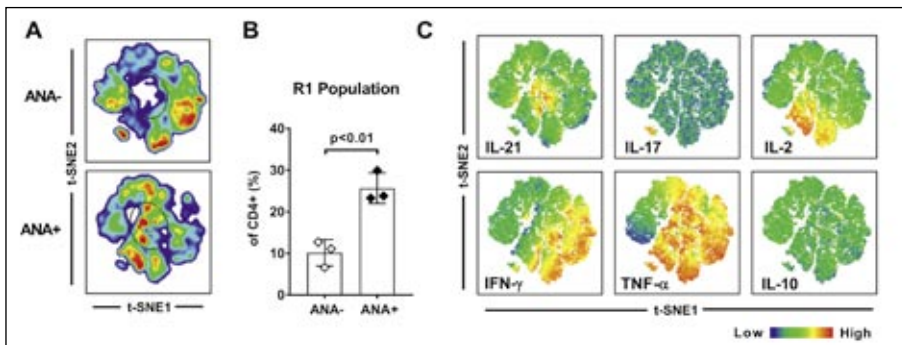 A
ANA-
ANA+
t-SNE2
t-SNE1
B
R1 Population
p<0.01
of CD4+ (%)
40
30
20
10
0
ANA-
ANA+
C
t-SNE2
IL-21
IL-17
IL-2
IFN-γ
TNF-α
IL-10
t-SNE1
Low
High